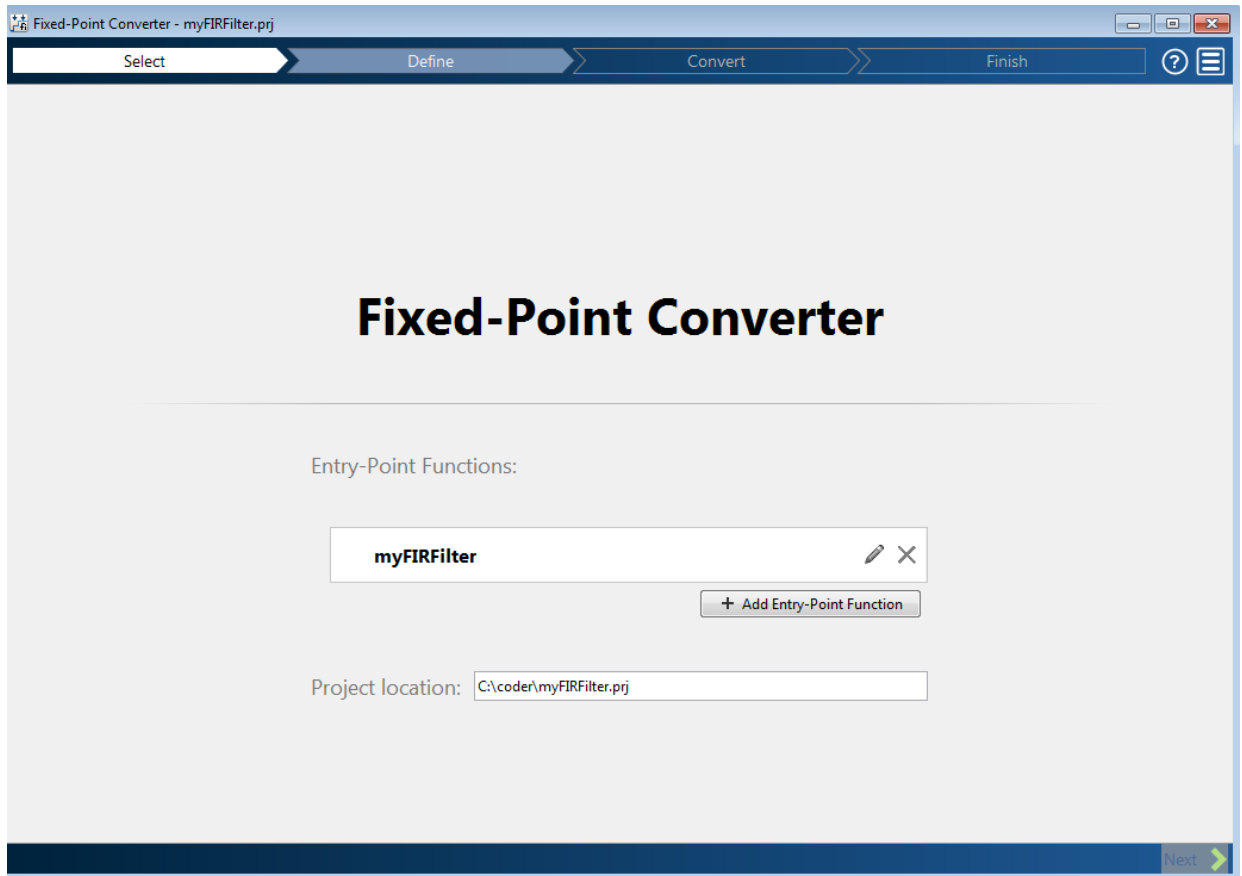 Fixed-Point Converter - myFIRFilter.prj
Select Define Convert Finish
Fixed-Point Converter
Entry-Point Functions:
myFIRFilter
+ Add Entry-Point Function
Project location: C:\coder\myFIRFilter.prj
Next